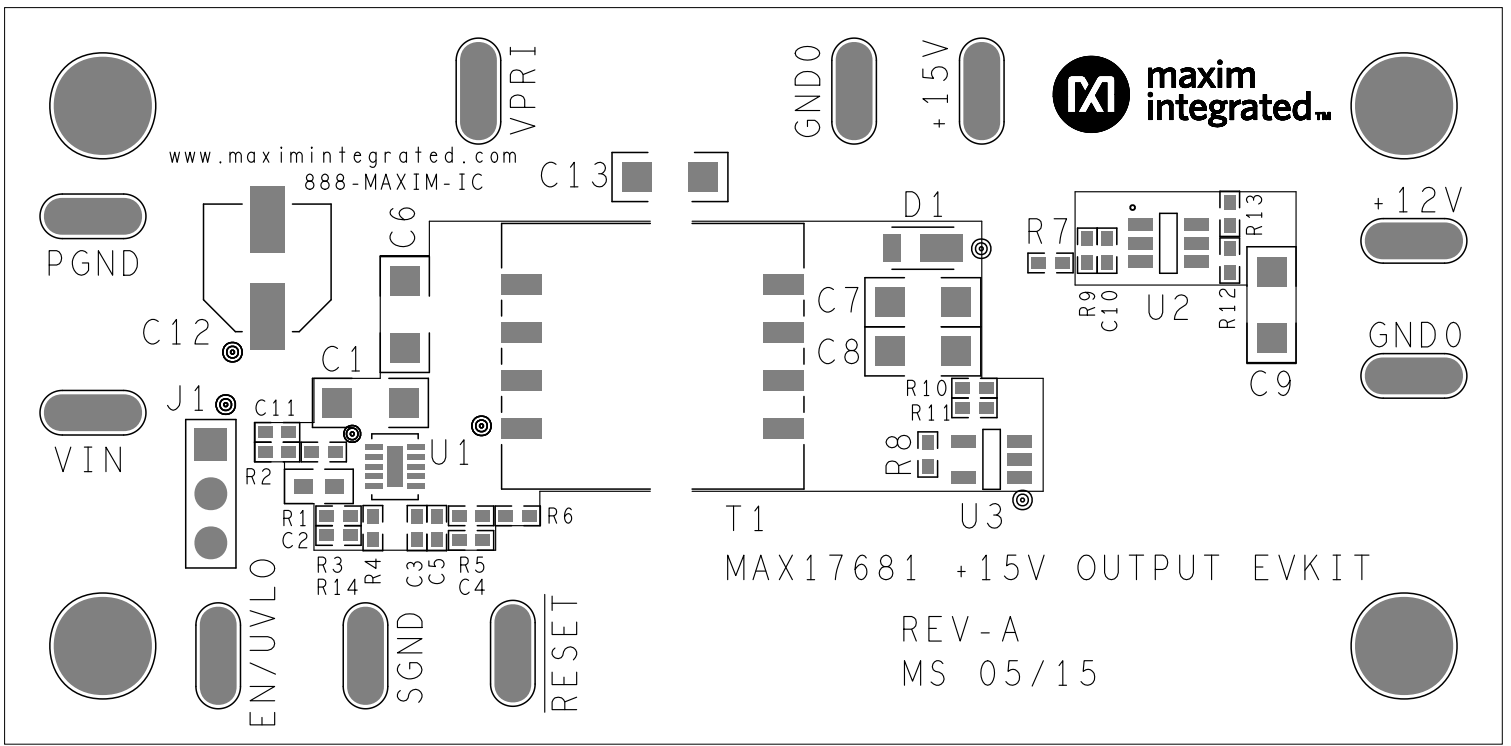 VPRI
GND0
+15V
maxim
integrated™
www.maximintegrated.com
888-MAXIM-IC
C13
PGND
C6
D1
R7
R13
+12V
C12
C7
R9
C10
U2
R12
GND0
C1
C8
C9
J1
C11
R10
R11
VIN
R2
U1
R8
R1
C2
R6
T1
U3
R3
R14
R4
C3
C5
R5
C4
MAX17681 +15V OUTPUT EVKIT
EN/UVLO
SGND
RESET
REV-A
MS 05/15